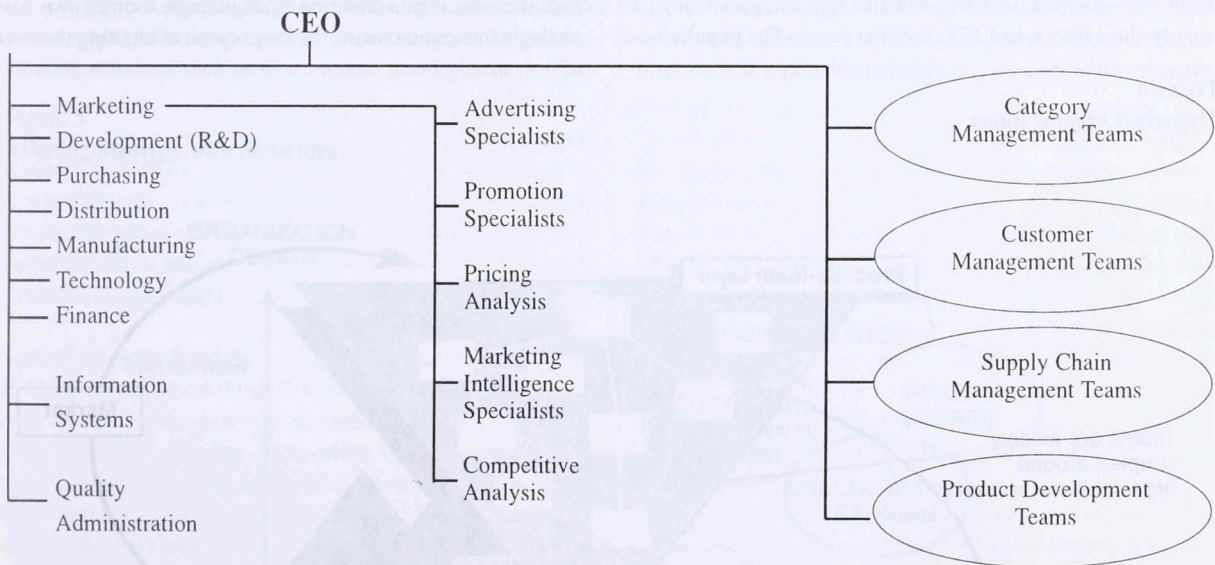 CEO
Marketing
Development (R&D)
Purchasing
Distribution
Manufacturing
Technology
Finance
Information
Systems
Quality
Administration
Advertising
Specialists
Promotion
Specialists
Pricing
Analysis
Marketing
Intelligence
Specialists
Competitive
Analysis
Category
Management Teams
Customer
Management Teams
Supply Chain
Management Teams
Product Development
Teams